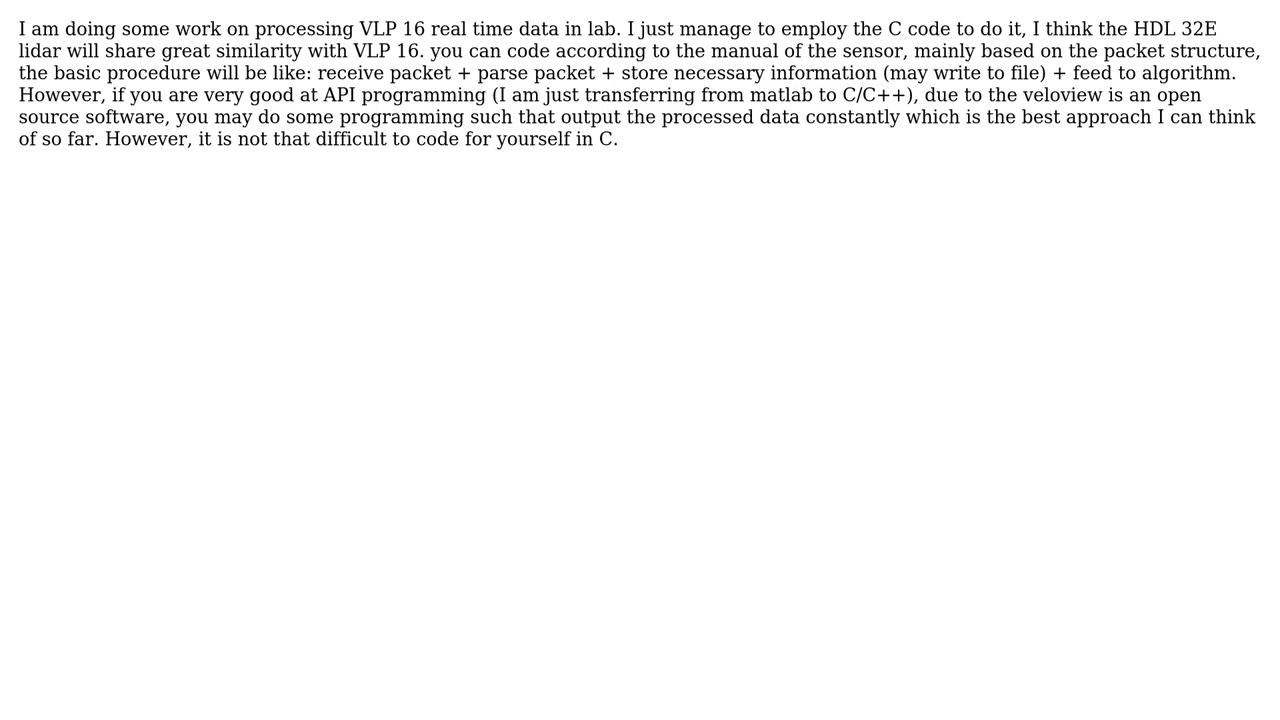 I am doing some work on processing VLP 16 real time data in lab. I just manage to employ the C code to do it, I think the HDL 32E
lidar will share great similarity with VLP 16. you can code according to the manual of the sensor, mainly based on the packet structure,
the basic procedure will be like: receive packet + parse packet + store necessary information (may write to file) + feed to algorithm.
However, if you are very good at API programming (I am just transferring from matlab to C/C++), due to the veloview is an open
source software, you may do some programming such that output the processed data constantly which is the best approach I can think
of so far. However, it is not that difficult to code for yourself in C.